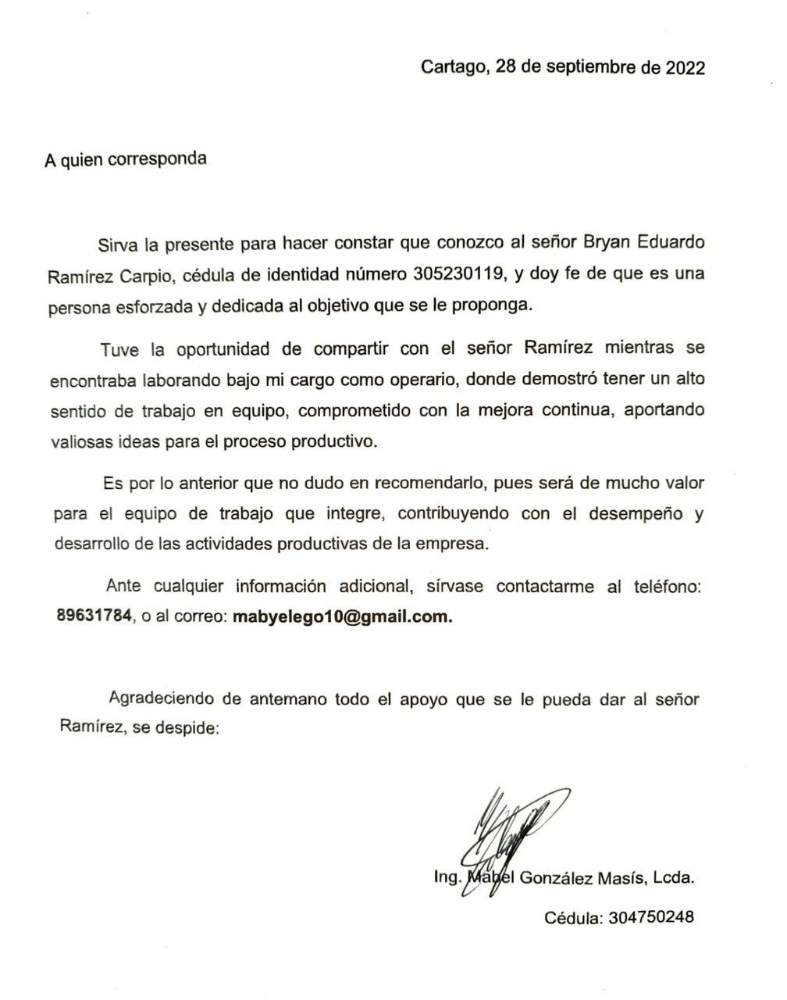 Cartago, 28 de septiembre de 2022
A quien corresponda
Sirva la presente para hacer constar que conozco al señor Bryan Eduardo
Ramírez Carpio, cédula de identidad número 305230119, y doy fe de que es una
persona esforzada y dedicada al objetivo que se le proponga.
Tuve la oportunidad de compartir con el señor Ramírez mientras se
encontraba laborando bajo mi cargo como operario, donde demostró tener un alto
sentido de trabajo en equipo, comprometido con la mejora continua, aportando
valiosas ideas para el proceso productivo.
Es por lo anterior que no dudo en recomendarlo, pues será de mucho valor
para el equipo de trabajo que integre, contribuyendo con el desempeño y
desarrollo de las actividades productivas de la empresa.
Ante cualquier información adicional, sírvase contactarme al teléfono:
89631784, o al correo: mabyelego10@gmail.com.
Agradeciendo de antemano todo el apoyo que se le pueda dar al señor
Ramírez, se despide:
Ing. Mabel González Masís, Lcda.
Cédula: 304750248